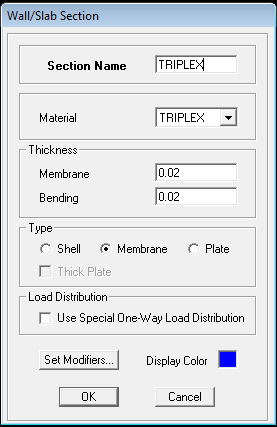 Wall/Slab Section
Section Name TRIPLEX
Material TRIPLEX
Thickness
Membrane 0.02
Bending 0.02
Type
Shell Membrane Plate
Thick Plate
Load Distribution
Use Special One-Way Load Distribution
Set Modifiers... Display Color
OK Cancel